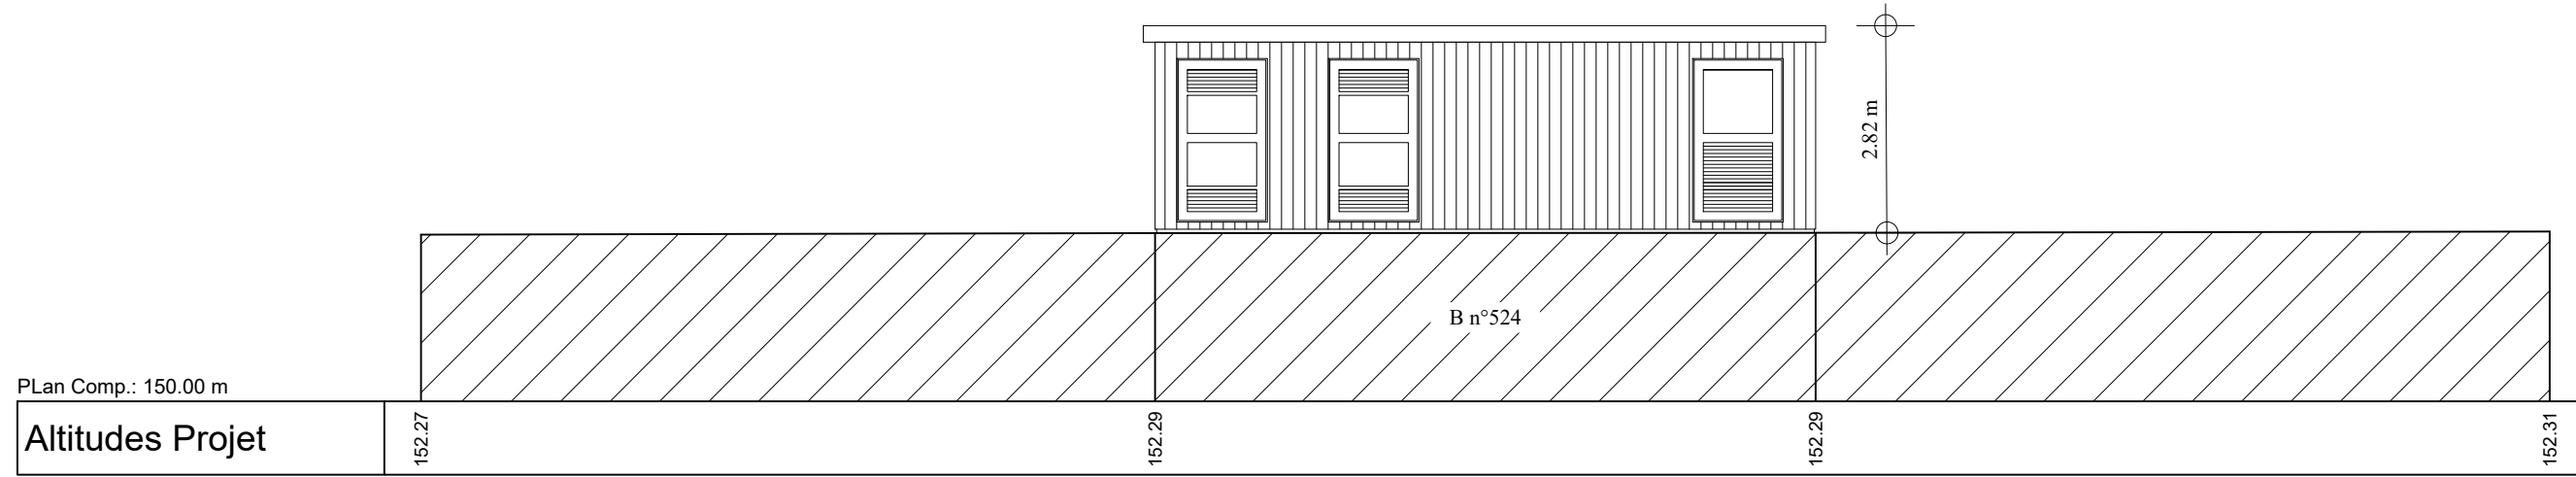 2.82 m
B n°524
PLan Comp.: 150.00 m
Altitudes Projet
152.27
152.29
152.29
152.31